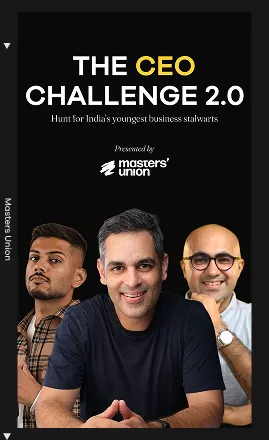 THE CEO
CHALLENGE 2.0
Hunt for India's youngest business stalwarts
Presented by
masters'
union
Masters Union